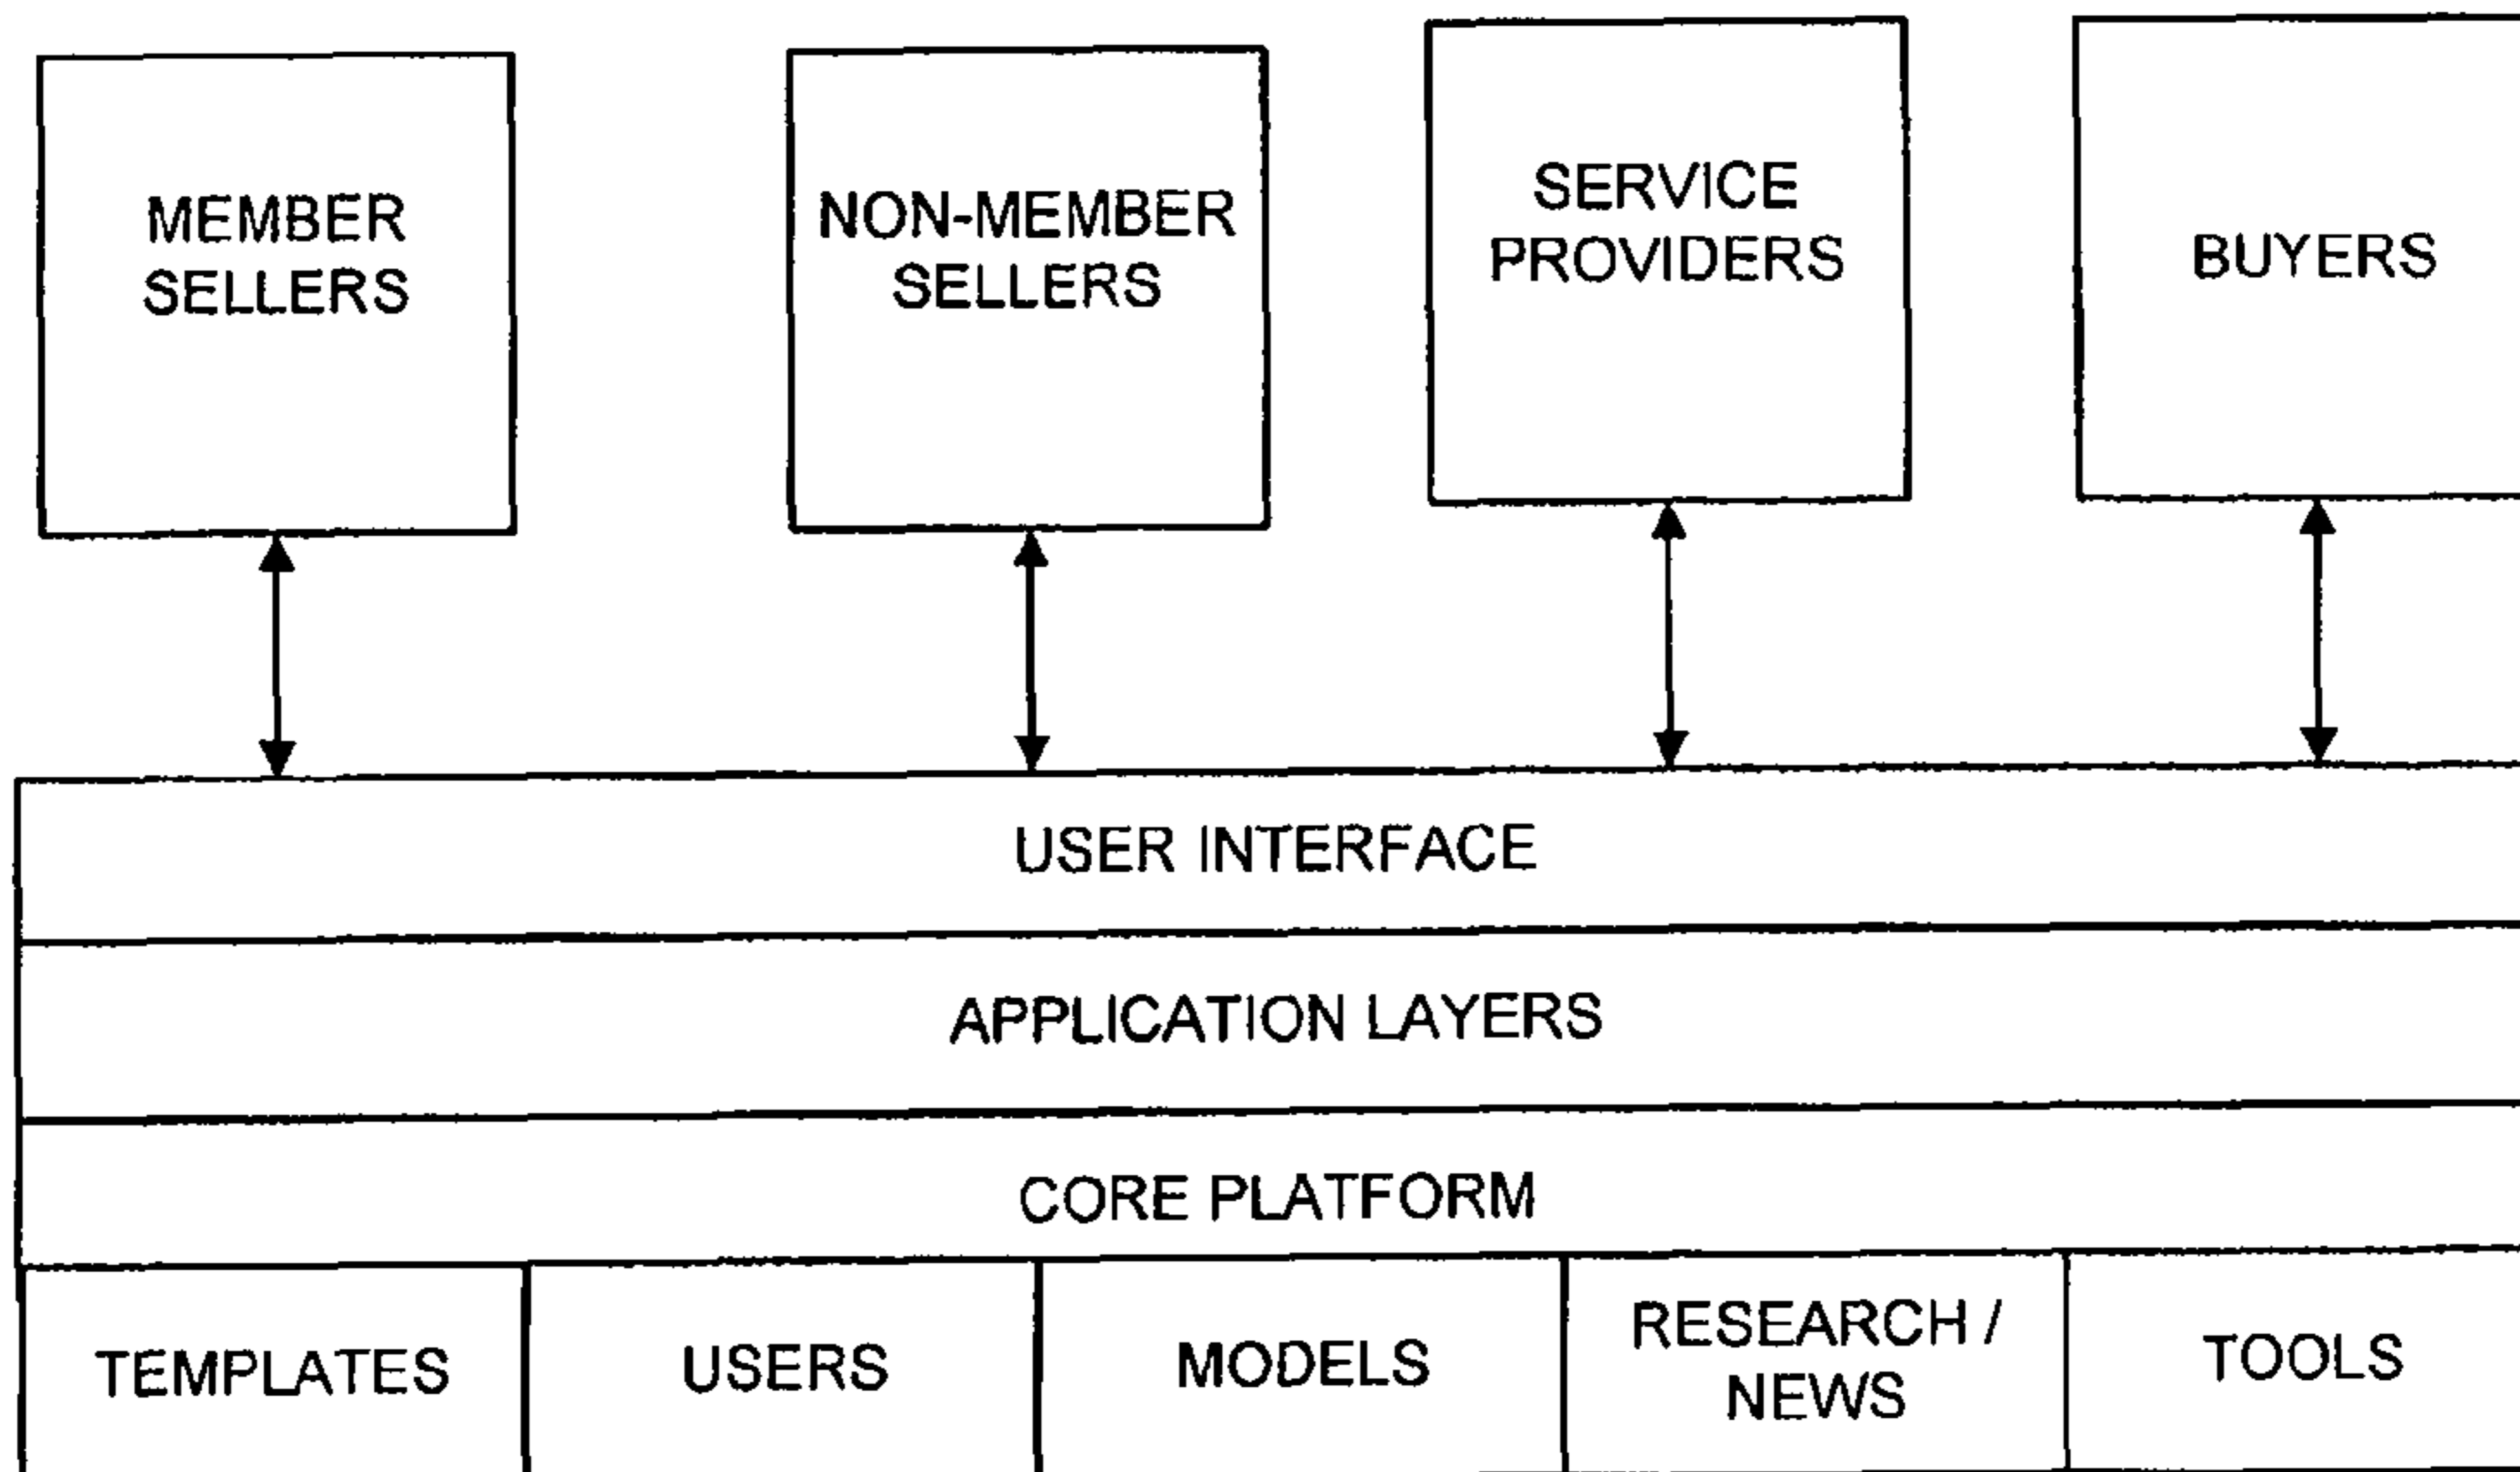 MEMBER
SELLERS
NON-MEMBER
SELLERS
SERVICE
PROVIDERS
BUYERS
USER INTERFACE
APPLICATION LAYERS
CORE PLATFORM
TEMPLATES
USERS
MODELS
RESEARCH /
NEWS
TOOLS